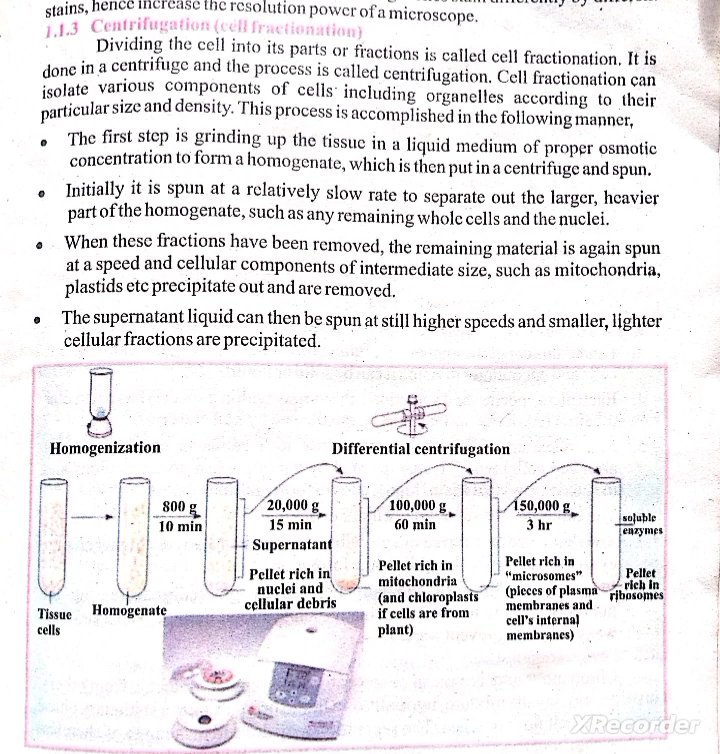 stains, hence increase the resolution power of a microscope.
1.1.3 Centrifugation (cell fractionation)
Dividing the cell into its parts or fractions is called cell fractionation. It is
done in a centrifuge and the process is called centrifugation. Cell fractionation can
isolate various components of cells including organelles according to their
particular size and density. This process is accomplished in the following manner,
• The first step is grinding up the tissue in a liquid medium of proper osmotic
concentration to form a homogenate, which is then put in a centrifuge and spun.
• Initially it is spun at a relatively slow rate to separate out the larger, heavier
part of the homogenate, such as any remaining whole cells and the nuclei.
• When these fractions have been removed, the remaining material is again spun
at a speed and cellular components of intermediate size, such as mitochondria,
plastids etc precipitate out and are removed.
• The supernatant liquid can then be spun at still higher speeds and smaller, lighter
cellular fractions are precipitated.
Homogenization
Differential centrifugation
800 g
10 min
20,000 g
15 min
100,000 g
60 min
150,000 g
3 hr
soluble
enzymes
Supernatant
Tissue
cells
Homogenate
Pellet rich in
nuclei and
cellular debris
Pellet rich in
mitochondria
(and chloroplasts
if cells are from
plant)
Pellet rich in
“microsomes”
(pieces of plasma
membranes and
cell's internal
membranes)
Pellet
rich in
ribosomes
XRecorder